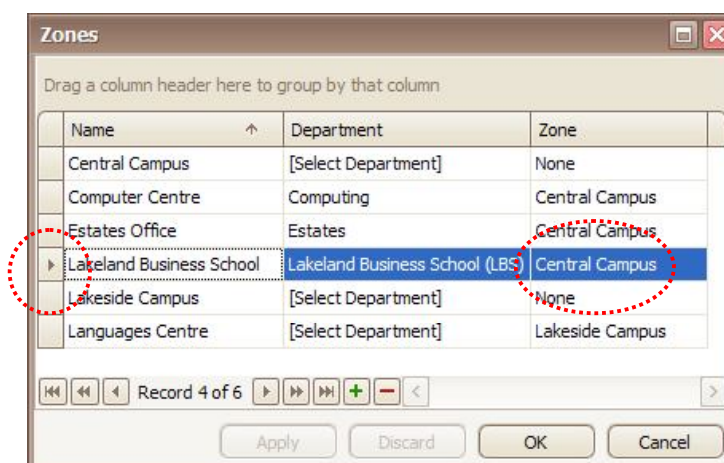 Zones
Drag a column header here to group by that column
Name Department Zone
Central Campus [Select Department] None
Computer Centre Computing Central Campus
Estates Office Estates Central Campus
Lakeland Business School Lakeland Business School (LBS) Central Campus
Lakeside Campus [Select Department] None
Languages Centre [Select Department] Lakeside Campus
Record 4 of 6
Apply Discard OK Cancel